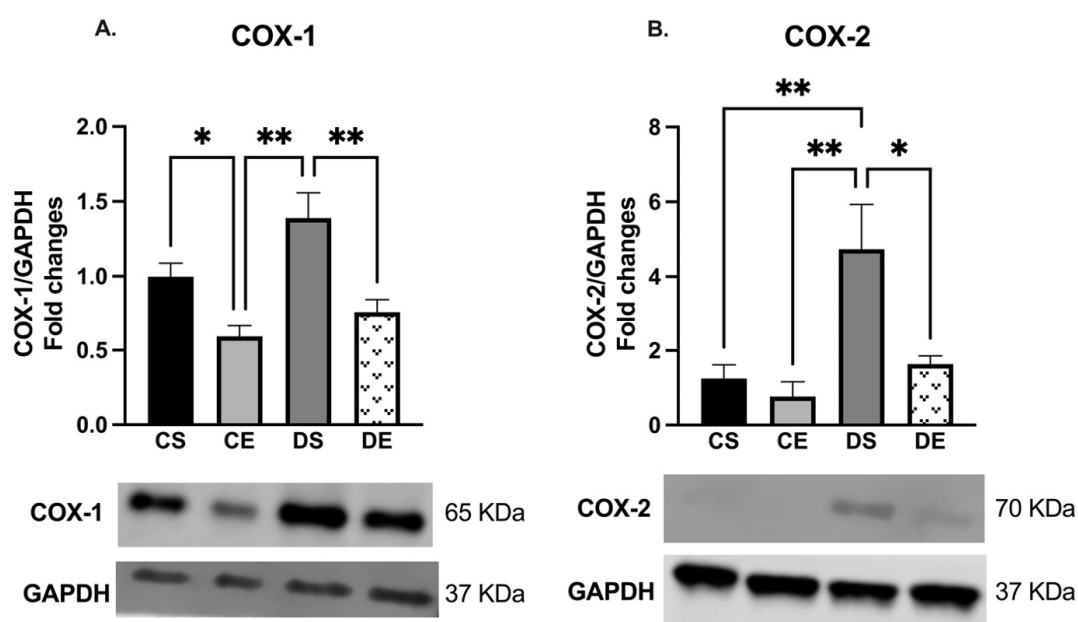 A.
COX-1
* ** **
COX-1/GAPDH
Fold changes
2.0
1.5
1.0
0.5
0.0
CS CE DS DE
COX-1 65 KDa
GAPDH 37 KDa
B.
COX-2
**
** *
COX-2/GAPDH
Fold changes
8
6
4
2
0
CS CE DS DE
COX-2 70 KDa
GAPDH 37 KDa